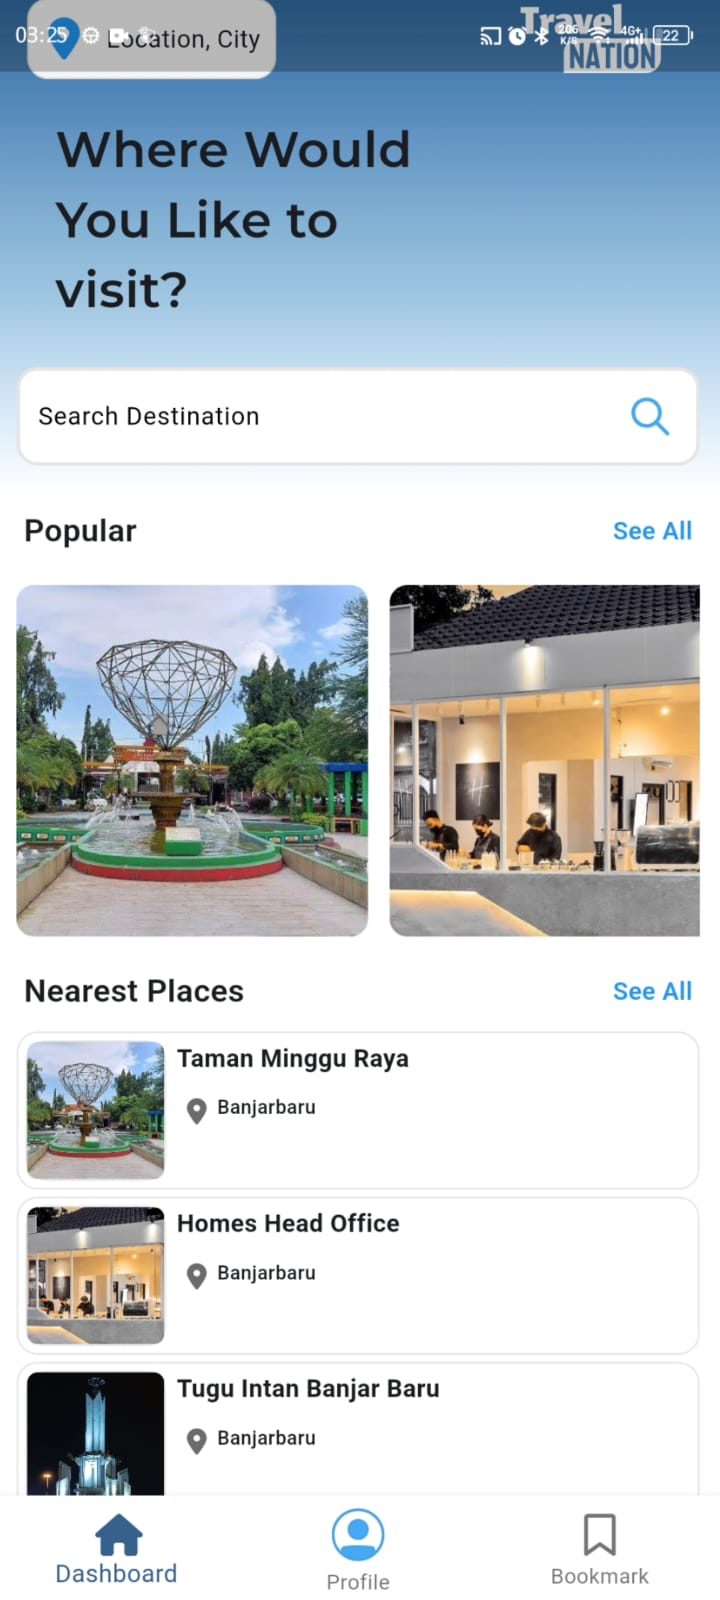 03:25
Location, City
206
K/S
4G+
22
Travel
NATION
Where Would
You Like to
visit?
Search Destination
Popular
See All
H
Nearest Places
See All
Taman Minggu Raya
Banjarbaru
Homes Head Office
Banjarbaru
Tugu Intan Banjar Baru
Banjarbaru
Dashboard
Profile
Bookmark